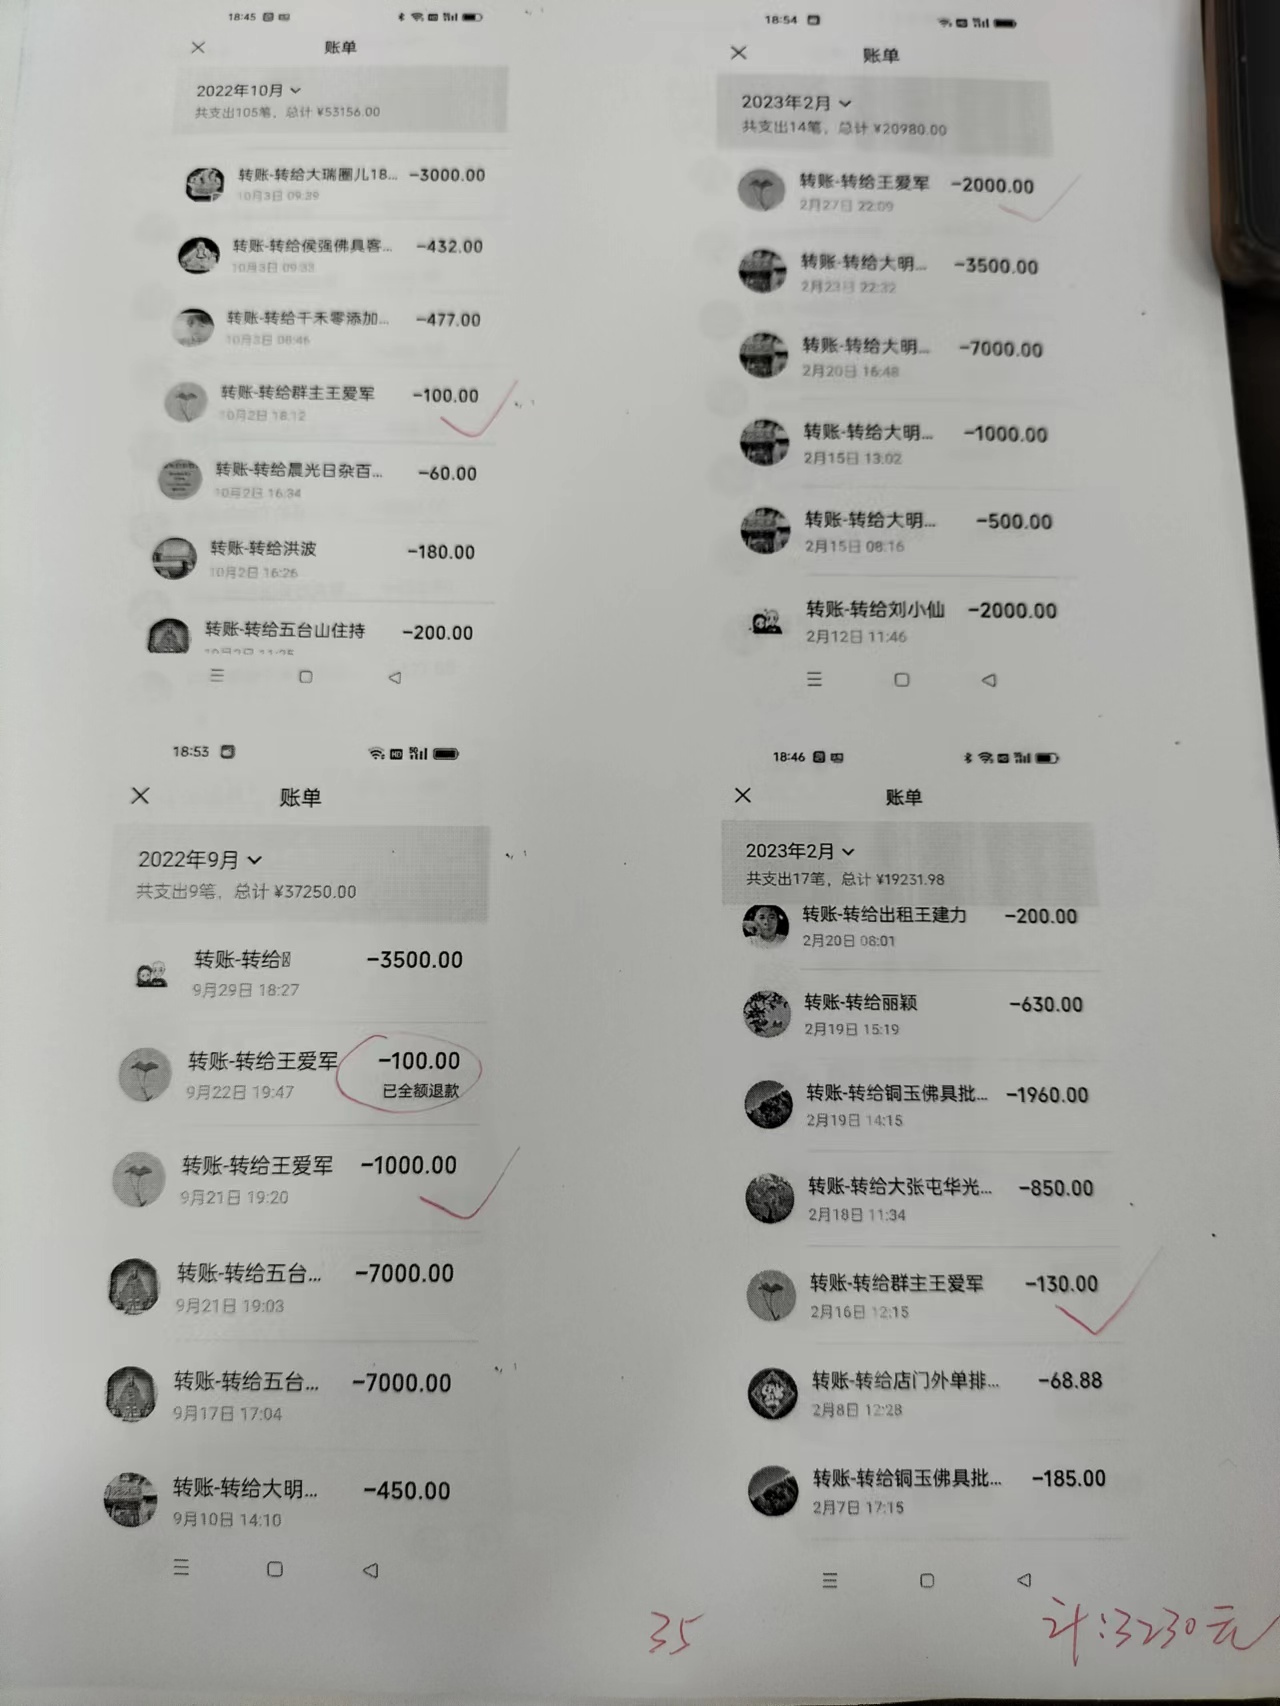 18:45
账单
2022年10月
共支出105笔，总计 ¥53156.00
转账-转给大瑞圈儿18... -3000.00
10月3日 09:39
转账-转给侯强佛具客... -432.00
10月3日 09:33
转账-转给千禾零添加... -477.00
10月3日 08:46
转账-转给群主王爱军 -100.00
10月2日 18:12
转账-转给晨光日杂百... -60.00
10月2日 16:34
转账-转给洪波 -180.00
10月2日 16:26
转账-转给五台山住持 -200.00
18:54
账单
2023年2月
共支出14笔，总计 ¥20980.00
转账-转给王爱军 -2000.00
2月27日 22:09
转账-转给大明... -3500.00
2月23日 22:32
转账-转给大明... -7000.00
2月20日 16:48
转账-转给大明... -1000.00
2月15日 13:02
转账-转给大明... -500.00
2月15日 08:16
转账-转给刘小仙 -2000.00
2月12日 11:46
18:53
账单
2022年9月
共支出9笔，总计 ¥37250.00
转账-转给 -3500.00
9月29日 18:27
转账-转给王爱军 -100.00
9月22日 19:47 已全额退款
转账-转给王爱军 -1000.00
9月21日 19:20
转账-转给五台... -7000.00
9月21日 19:03
转账-转给五台... -7000.00
9月17日 17:04
转账-转给大明... -450.00
9月10日 14:10
18:46
账单
2023年2月
共支出17笔，总计 ¥19231.98
转账-转给出租王建力 -200.00
2月20日 08:01
转账-转给丽颖 -630.00
2月19日 15:19
转账-转给铜玉佛具批... -1960.00
2月19日 14:15
转账-转给大张屯华光... -850.00
2月18日 11:34
转账-转给群主王爱军 -130.00
2月16日 12:15
转账-转给店门外单排... -68.88
2月8日 12:28
转账-转给铜玉佛具批... -185.00
2月7日 17:15
35
计:3230元